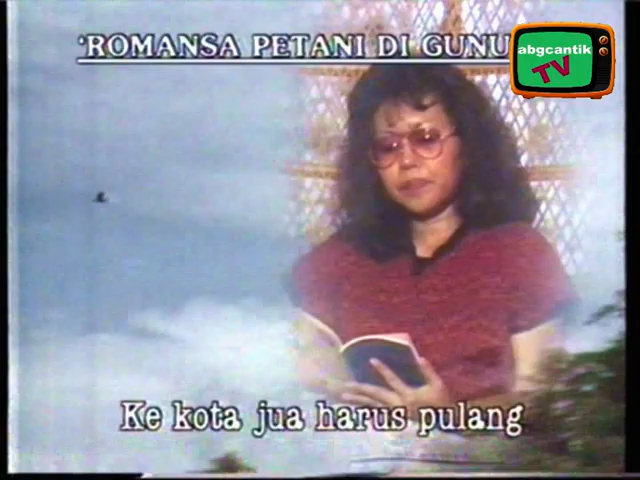 'ROMANSA PETANI DI GUNU
abgcantik
TV
Ke kota jua harus pulang